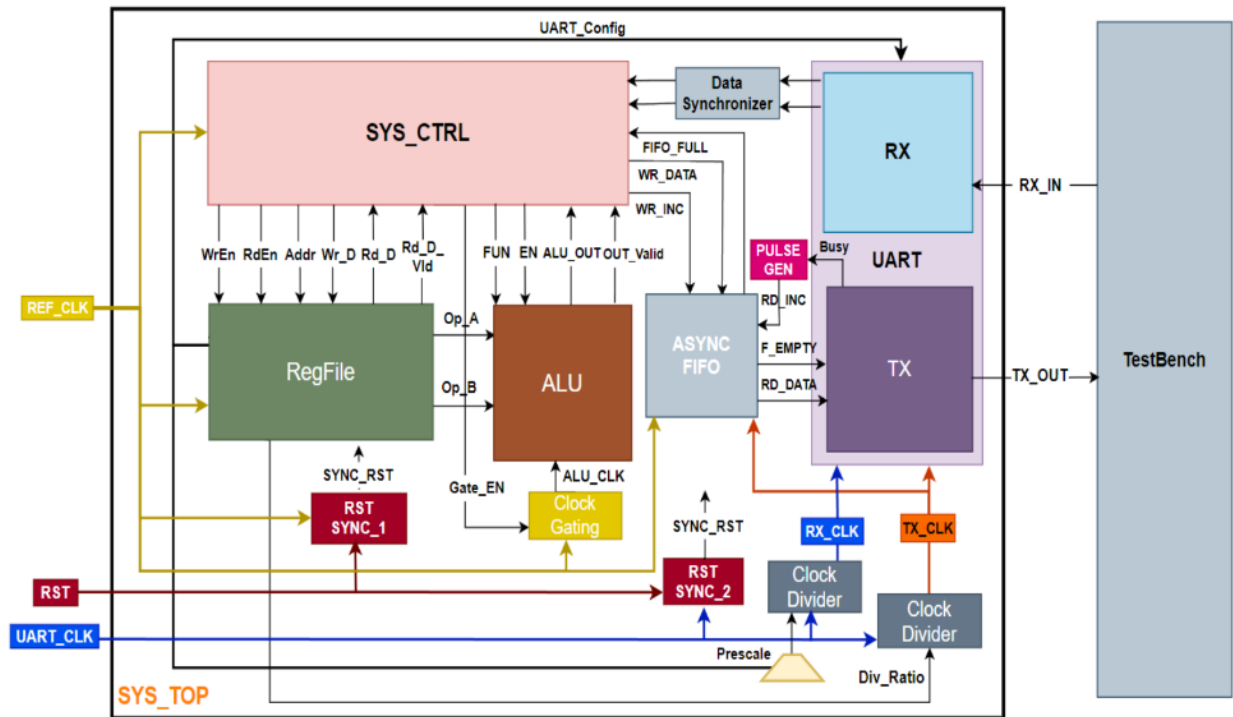 UART_Config
Data
Synchronizer
SYS_CTRL
RX
FIFO_FULL
WR_DATA
WR_INC
RX_IN
WrEn
RdEn
Addr
Wr_D
Rd_D
Rd_D_
Vld
FUN
EN
ALU_OUT
OUT_Valid
PULSE
GEN
Busy
UART
REF_CLK
RD_INC
Op_A
ASYNC
FIFO
F_EMPTY
RegFile
ALU
TX
TX_OUT
TestBench
Op_B
RD_DATA
SYNC_RST
ALU_CLK
Gate_EN
RST
SYNC_1
Clock
Gating
SYNC_RST
RX_CLK
TX_CLK
RST
RST
SYNC_2
Clock
Divider
Clock
Divider
UART_CLK
Prescale
Div_Ratio
SYS_TOP